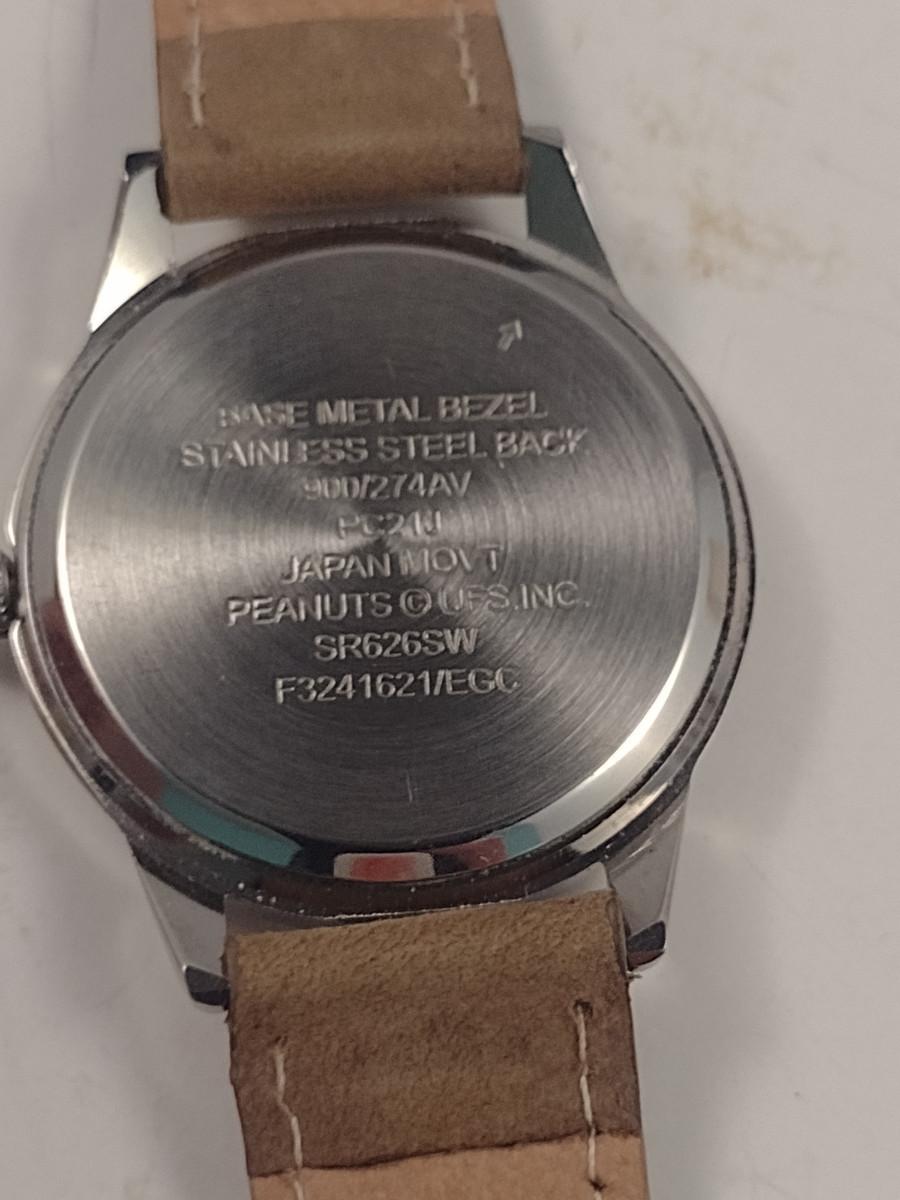 BASE METAL BEZEL
STAINLESS STEEL BACK
900/274AV
PC21J
JAPAN MOVT
PEANUTS © UFS.INC.
SR626SW
F3241621/EGC